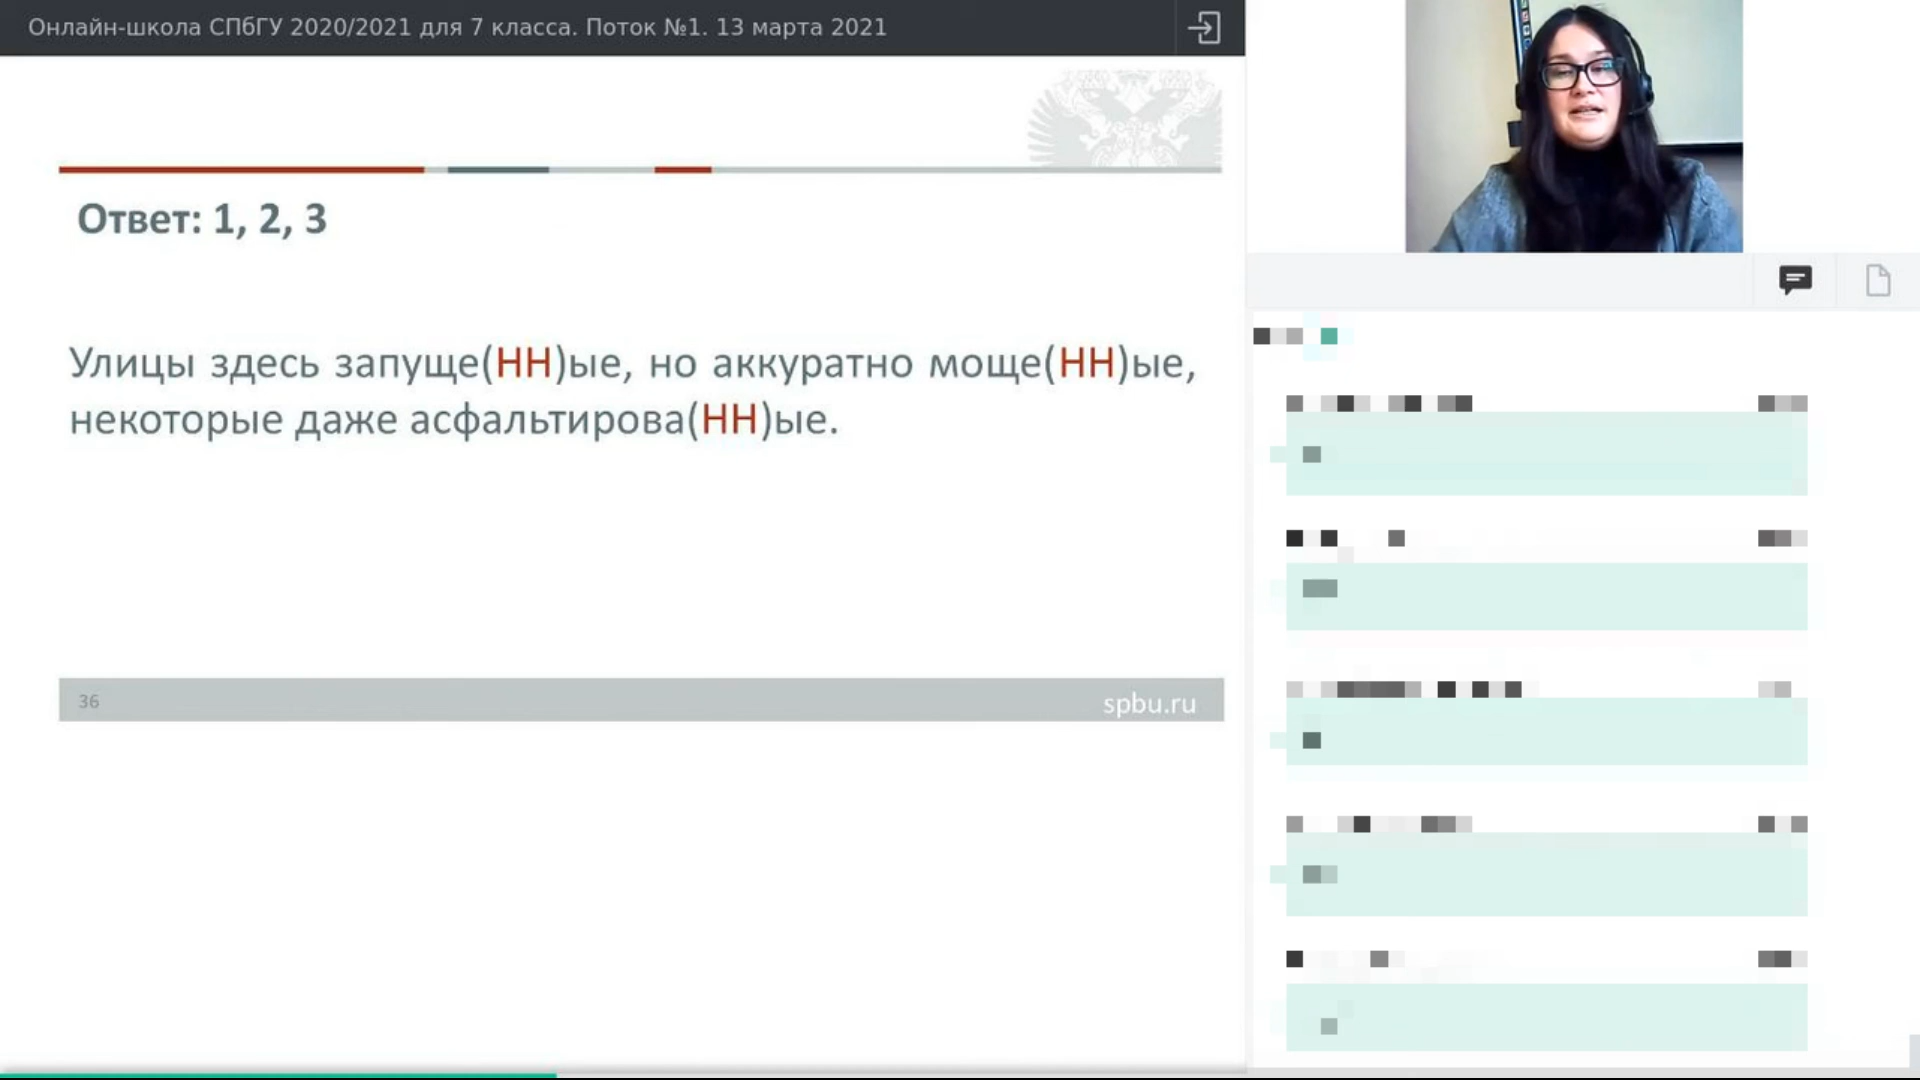 Онлайн-школа СПбГУ 2020/2021 для 7 класса. Поток №1. 13 марта 2021
Ответ: 1, 2, 3
Улицы здесь запуще(НН)ые, но аккуратно моще(НН)ые,
некоторые даже асфальтирова(НН)ые.
36
spbu.ru